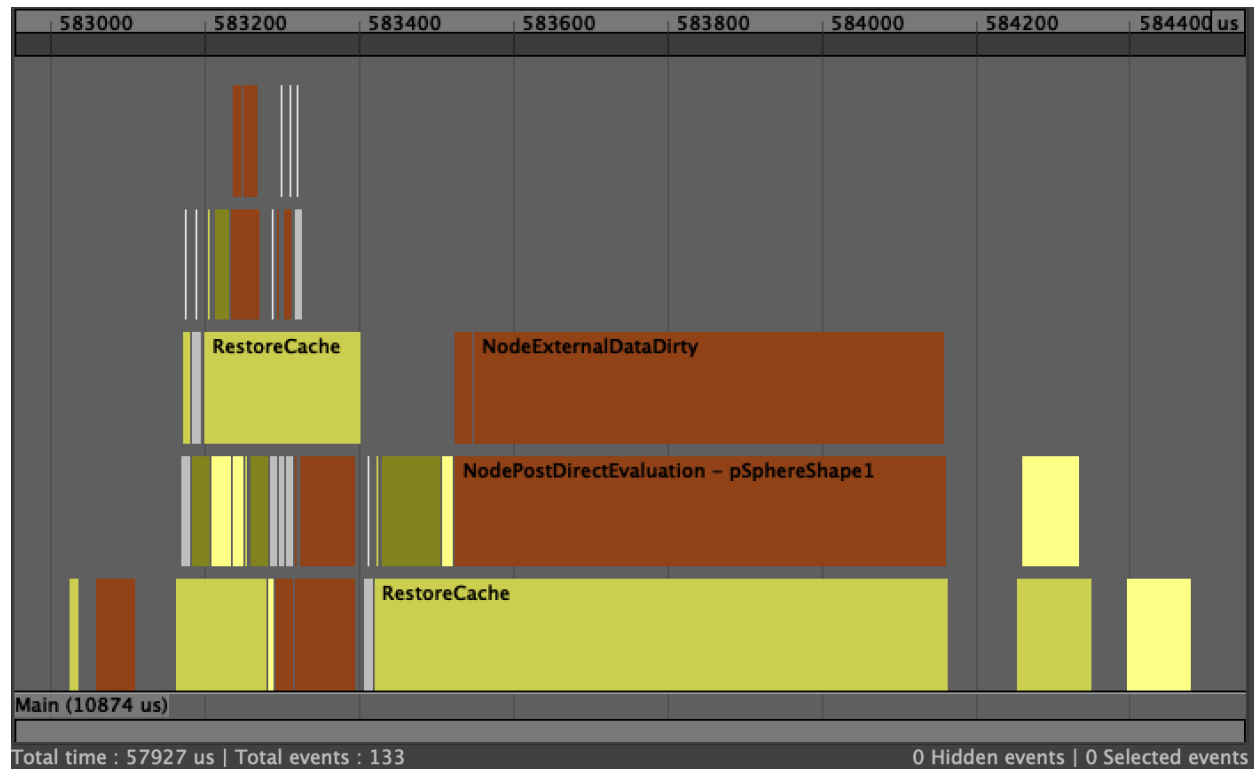 583000 583200 583400 583600 583800 584000 584200 584400 us
RestoreCache NodeExternalDataDirty
NodePostDirectEvaluation – pSphereShape1
RestoreCache
Main (10874 us)
Total time : 57927 us | Total events : 133 0 Hidden events | 0 Selected events